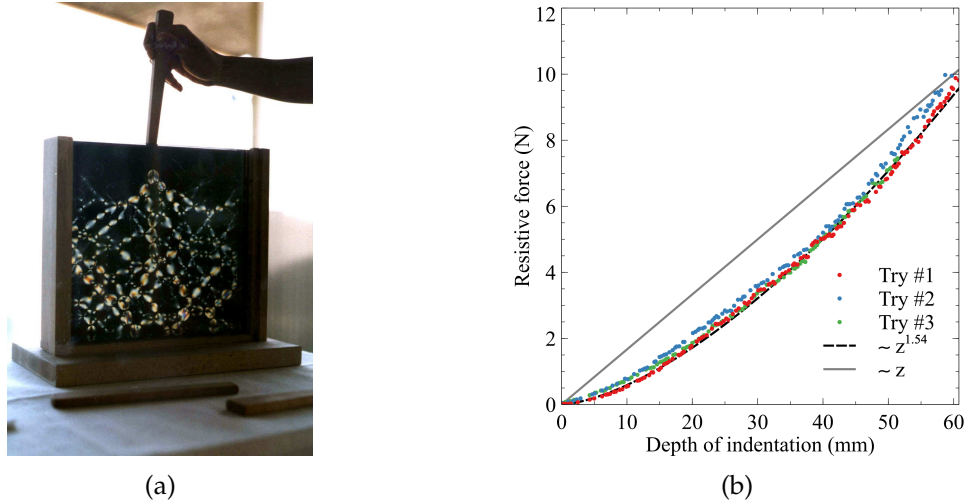 12
10
8
6
4
2
0
Resistive force (N)
Try #1
Try #2
Try #3
~ z^1.54
~ z
0 10 20 30 40 50 60
Depth of indentation (mm)
(a) (b)